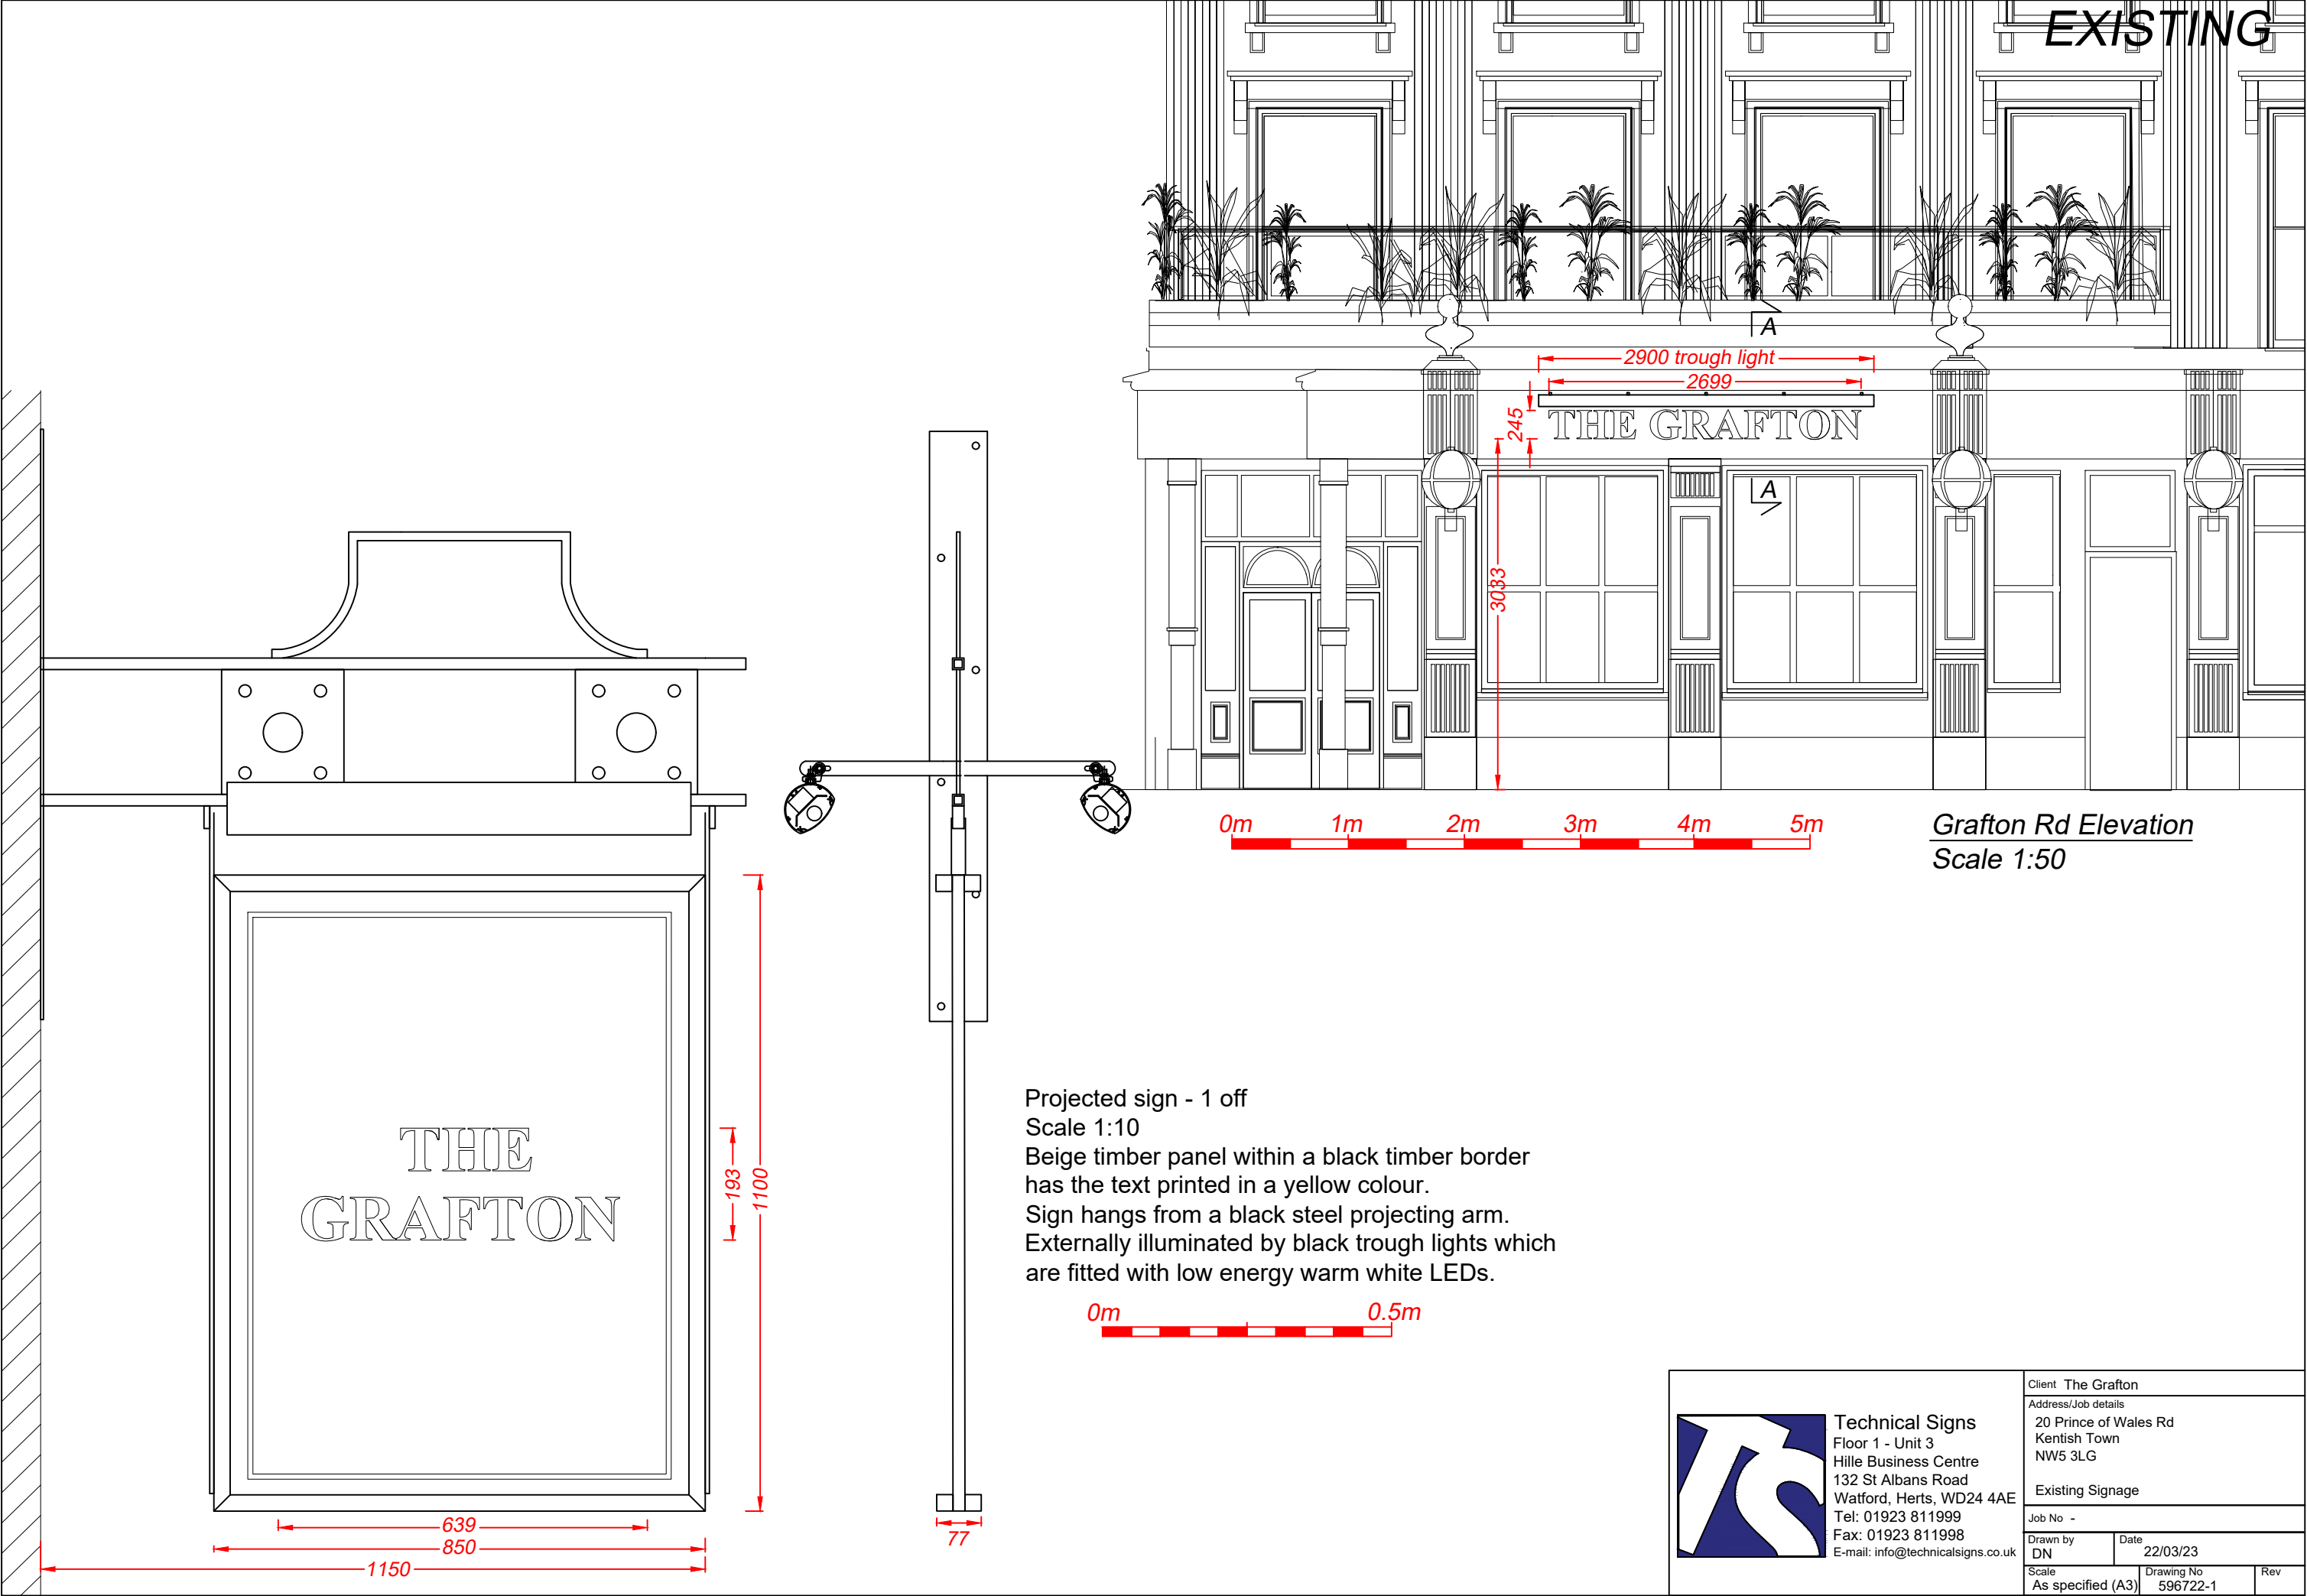 EXISTING
A
2900 trough light
2699
245
THE GRAFTON
A
3033
0m 1m 2m 3m 4m 5m
Grafton Rd Elevation
Scale 1:50
THE
GRAFTON
193
1100
639
850
1150
77
Projected sign - 1 off
Scale 1:10
Beige timber panel within a black timber border
has the text printed in a yellow colour.
Sign hangs from a black steel projecting arm.
Externally illuminated by black trough lights which
are fitted with low energy warm white LEDs.
0m 0.5m
TS
Technical Signs
Floor 1 - Unit 3
Hille Business Centre
132 St Albans Road
Watford, Herts, WD24 4AE
Tel: 01923 811999
Fax: 01923 811998
E-mail: info@technicalsigns.co.uk
Client The Grafton
Address/Job details
20 Prince of Wales Rd
Kentish Town
NW5 3LG
Existing Signage
Job No -
Drawn by
DN
Date
22/03/23
Scale
As specified (A3)
Drawing No
596722-1
Rev